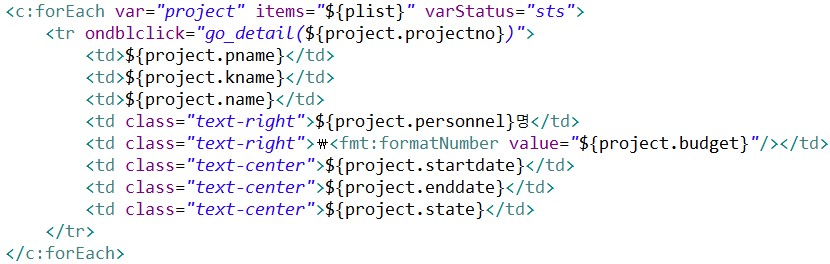 <c:forEach var="project" items="${plist}" varStatus="sts">
    <tr ondblclick="go_detail(${project.projectno})">
        <td>${project.pname}</td>
        <td>${project.kname}</td>
        <td>${project.name}</td>
        <td class="text-right">${project.personnel}명</td>
        <td class="text-right">₩<fmt:formatNumber value="${project.budget}"/></td>
        <td class="text-center">${project.startdate}</td>
        <td class="text-center">${project.enddate}</td>
        <td class="text-center">${project.state}</td>
    </tr>
</c:forEach>